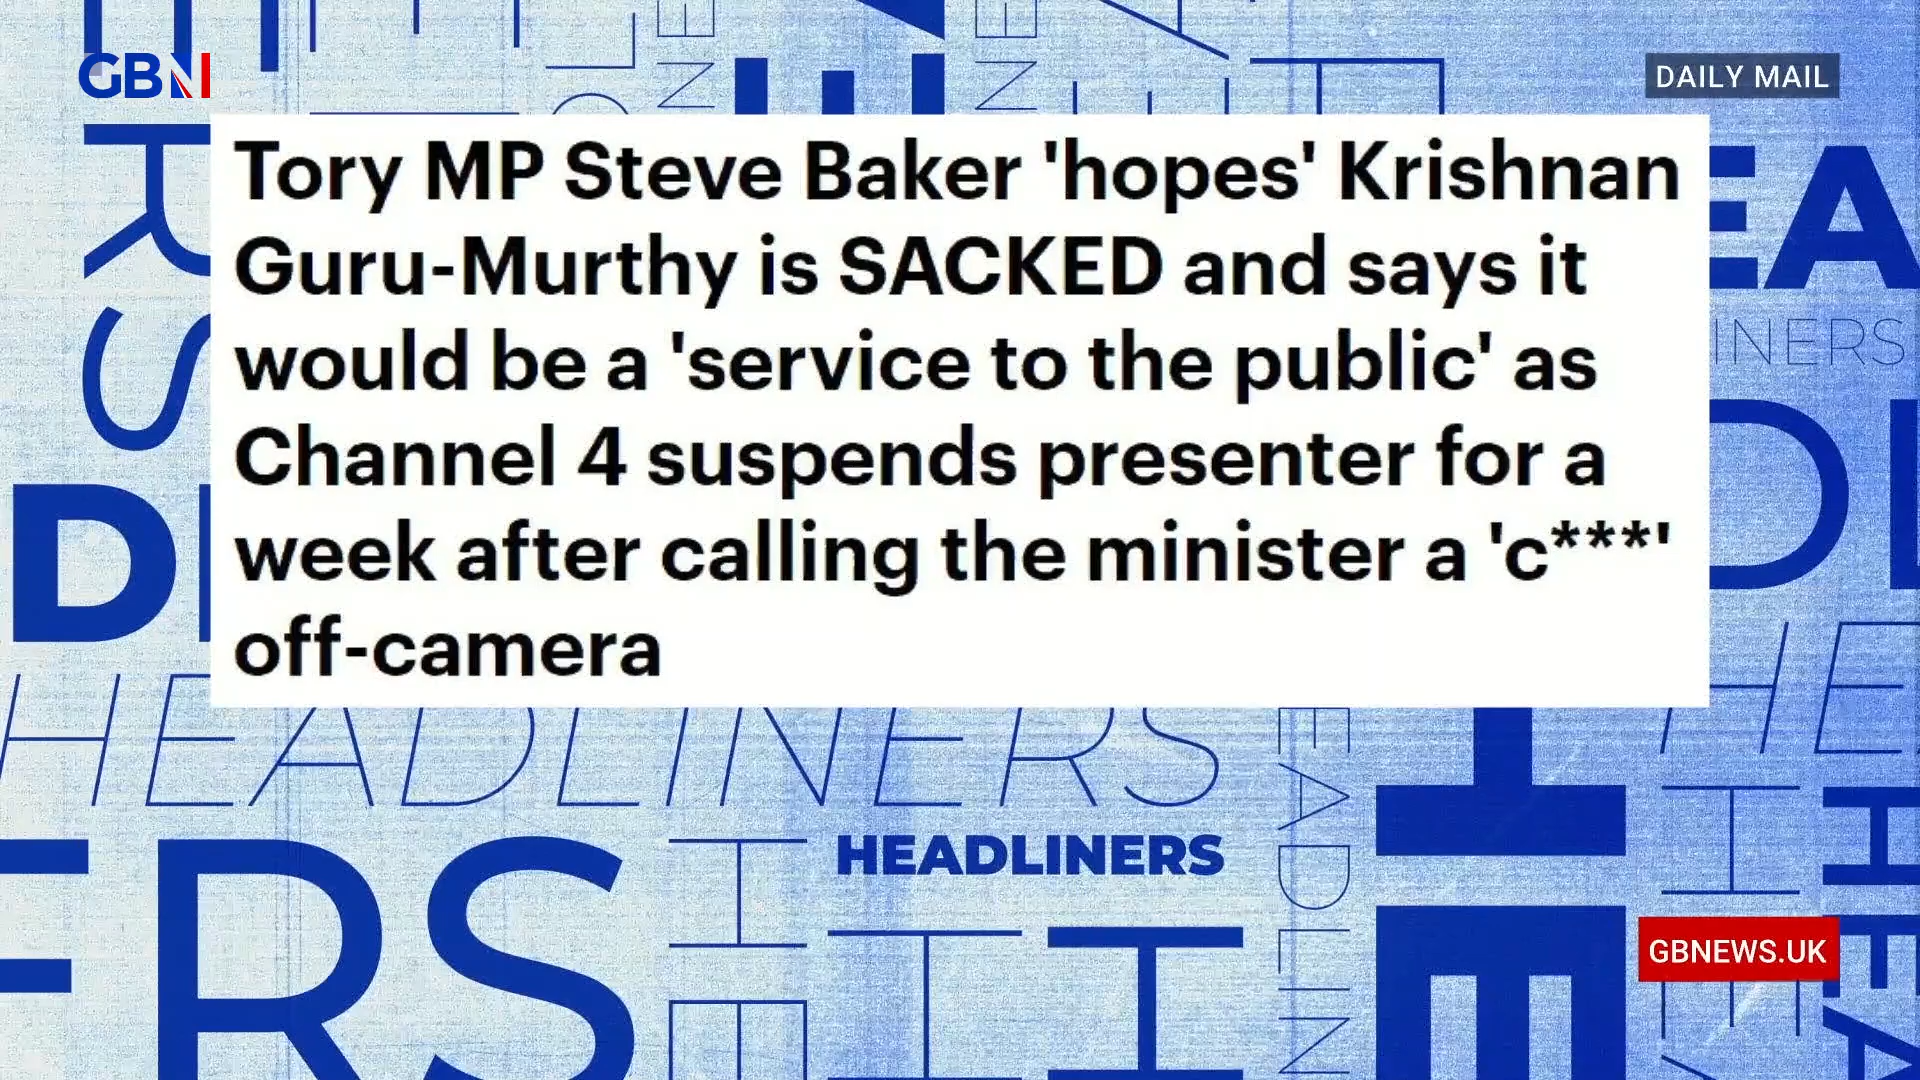 GBN
DAILY MAIL
Tory MP Steve Baker 'hopes' Krishnan
Guru-Murthy is SACKED and says it
would be a 'service to the public' as
Channel 4 suspends presenter for a
week after calling the minister a 'c***'
off-camera
HEADLINERS
HEADLINERS
GBNEWS.UK